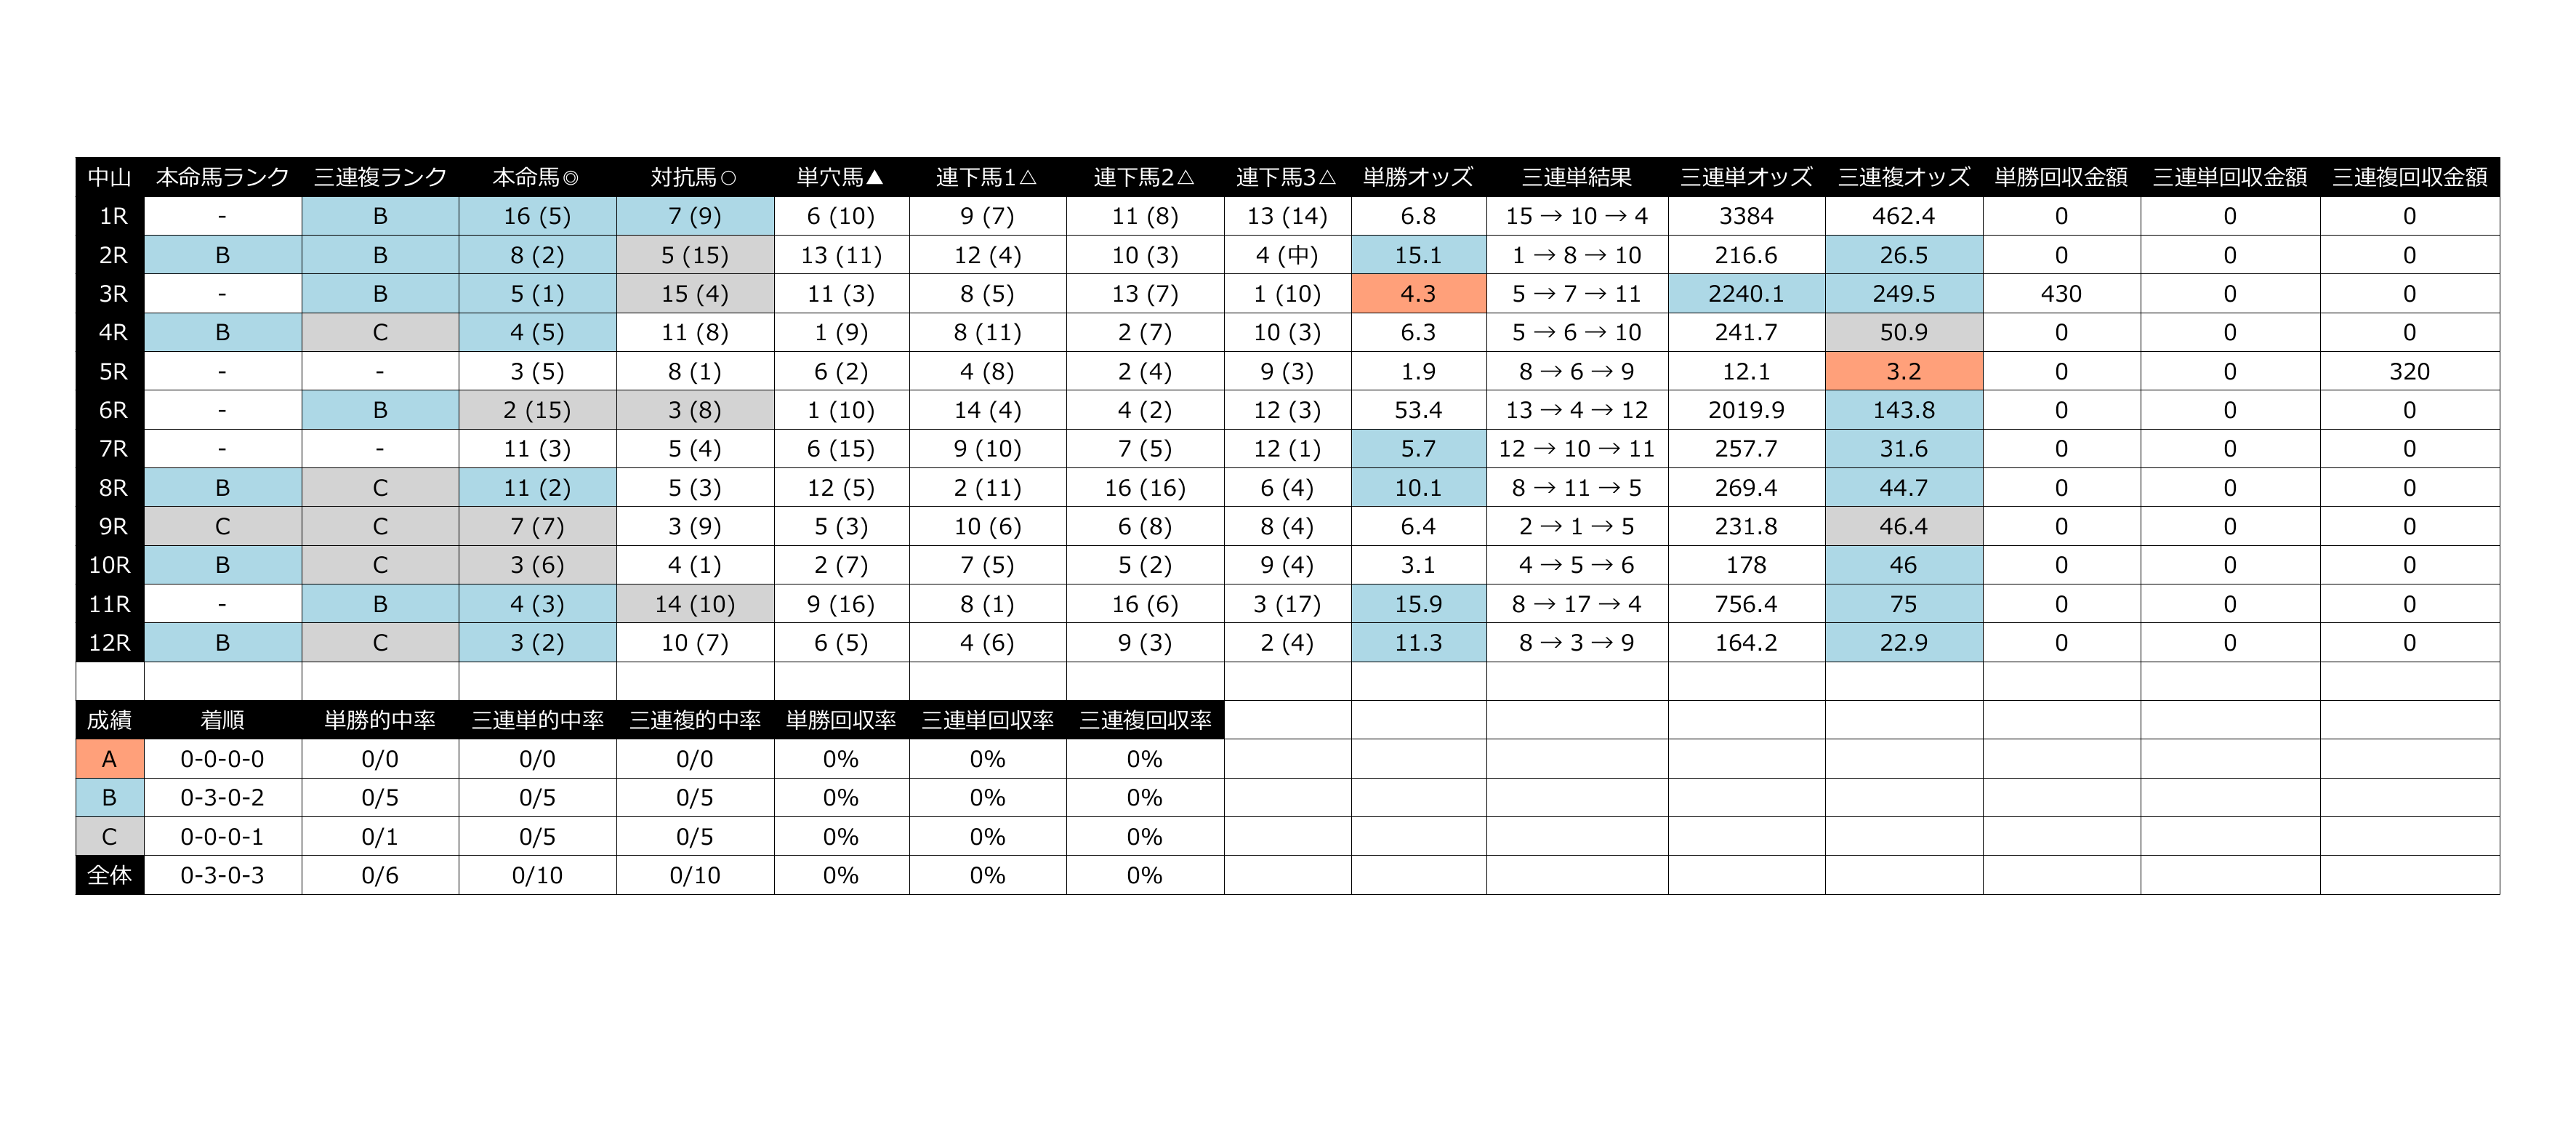 中山 本命馬ランク 三連複ランク 本命馬◎ 対抗馬○ 単穴馬▲ 連下馬1△ 連下馬2△ 連下馬3△ 単勝オッズ 三連単結果 三連単オッズ 三連複オッズ 単勝回収金額 三連単回収金額 三連複回収金額
1R - B 16 (5) 7 (9) 6 (10) 9 (7) 11 (8) 13 (14) 6.8 15 → 10 → 4 3384 462.4 0 0 0
2R B B 8 (2) 5 (15) 13 (11) 12 (4) 10 (3) 4 (中) 15.1 1 → 8 → 10 216.6 26.5 0 0 0
3R - B 5 (1) 15 (4) 11 (3) 8 (5) 13 (7) 1 (10) 4.3 5 → 7 → 11 2240.1 249.5 430 0 0
4R B C 4 (5) 11 (8) 1 (9) 8 (11) 2 (7) 10 (3) 6.3 5 → 6 → 10 241.7 50.9 0 0 0
5R - - 3 (5) 8 (1) 6 (2) 4 (8) 2 (4) 9 (3) 1.9 8 → 6 → 9 12.1 3.2 0 0 320
6R - B 2 (15) 3 (8) 1 (10) 14 (4) 4 (2) 12 (3) 53.4 13 → 4 → 12 2019.9 143.8 0 0 0
7R - - 11 (3) 5 (4) 6 (15) 9 (10) 7 (5) 12 (1) 5.7 12 → 10 → 11 257.7 31.6 0 0 0
8R B C 11 (2) 5 (3) 12 (5) 2 (11) 16 (16) 6 (4) 10.1 8 → 11 → 5 269.4 44.7 0 0 0
9R C C 7 (7) 3 (9) 5 (3) 10 (6) 6 (8) 8 (4) 6.4 2 → 1 → 5 231.8 46.4 0 0 0
10R B C 3 (6) 4 (1) 2 (7) 7 (5) 5 (2) 9 (4) 3.1 4 → 5 → 6 178 46 0 0 0
11R - B 4 (3) 14 (10) 9 (16) 8 (1) 16 (6) 3 (17) 15.9 8 → 17 → 4 756.4 75 0 0 0
12R B C 3 (2) 10 (7) 6 (5) 4 (6) 9 (3) 2 (4) 11.3 8 → 3 → 9 164.2 22.9 0 0 0
成績 着順 単勝的中率 三連単的中率 三連複的中率 単勝回収率 三連単回収率 三連複回収率
A 0-0-0-0 0/0 0/0 0/0 0% 0% 0%
B 0-3-0-2 0/5 0/5 0/5 0% 0% 0%
C 0-0-0-1 0/1 0/5 0/5 0% 0% 0%
全体 0-3-0-3 0/6 0/10 0/10 0% 0% 0%